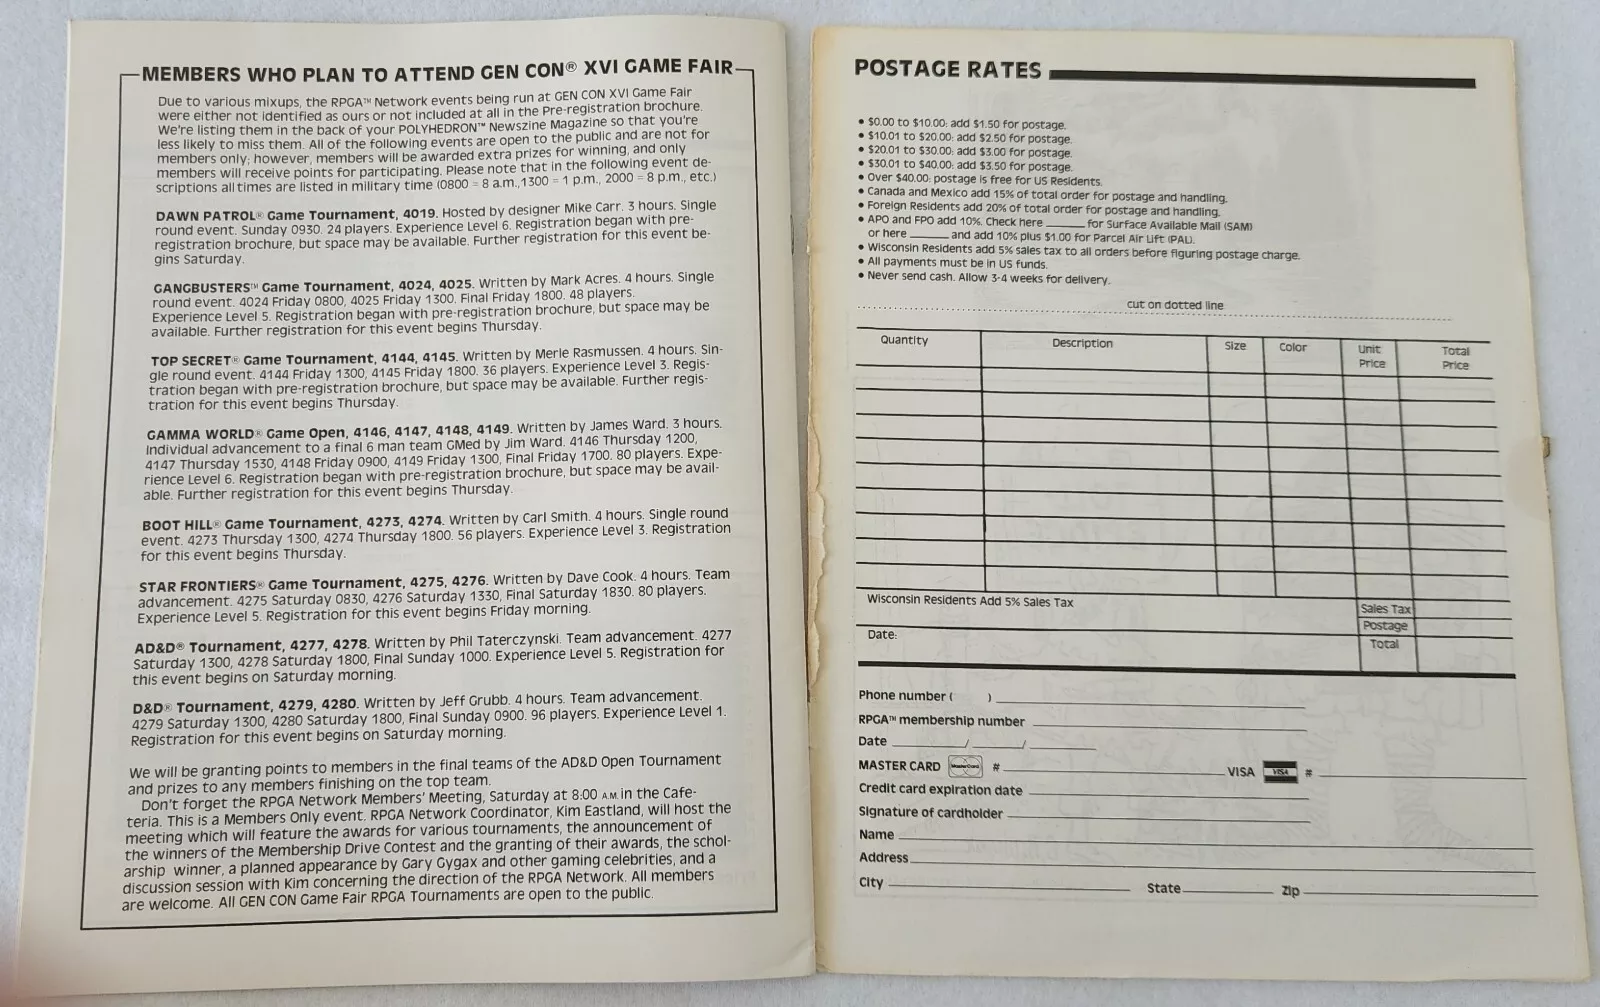 MEMBERS WHO PLAN TO ATTEND GEN CON® XVI GAME FAIR
Due to various mixups, the RPGA™ Network events being run at GEN CON XVI Game Fair
were either not identified as ours or not included at all in the Pre-registration brochure.
We're listing them in the back of your POLYHEDRON™ Newszine Magazine so that you're
less likely to miss them. All of the following events are open to the public and are not for
members only; however, members will be awarded extra prizes for winning, and only
members will receive points for participating. Please note that in the following event de-
scriptions all times are listed in military time (0800 = 8 a.m.,1300 = 1 p.m., 2000 = 8 p.m., etc.)
DAWN PATROL® Game Tournament, 4019. Hosted by designer Mike Carr. 3 hours. Single
round event. Sunday 0930. 24 players. Experience Level 6. Registration began with pre-
registration brochure, but space may be available. Further registration for this event be-
gins Saturday.
GANGBUSTERS™ Game Tournament, 4024, 4025. Written by Mark Acres. 4 hours. Single
round event. 4024 Friday 0800, 4025 Friday 1300. Final Friday 1800. 48 players.
Experience Level 5. Registration began with pre-registration brochure, but space may be
available. Further registration for this event begins Thursday.
TOP SECRET® Game Tournament, 4144, 4145. Written by Merle Rasmussen. 4 hours. Sin-
gle round event. 4144 Friday 1300, 4145 Friday 1800. 36 players. Experience Level 3. Regis-
tration began with pre-registration brochure, but space may be available. Further regis-
tration for this event begins Thursday.
GAMMA WORLD® Game Open, 4146, 4147, 4148, 4149. Written by James Ward. 3 hours.
Individual advancement to a final 6 man team GMed by Jim Ward. 4146 Thursday 1200,
4147 Thursday 1530, 4148 Friday 0900, 4149 Friday 1300, Final Friday 1700. 80 players. Expe-
rience Level 6. Registration began with pre-registration brochure, but space may be avail-
able. Further registration for this event begins Thursday.
BOOT HILL® Game Tournament, 4273, 4274. Written by Carl Smith. 4 hours. Single round
event. 4273 Thursday 1300, 4274 Thursday 1800. 56 players. Experience Level 3. Registration
for this event begins Thursday.
STAR FRONTIERS® Game Tournament, 4275, 4276. Written by Dave Cook. 4 hours. Team
advancement. 4275 Saturday 0830, 4276 Saturday 1330, Final Saturday 1830. 80 players.
Experience Level 5. Registration for this event begins Friday morning.
AD&D® Tournament, 4277, 4278. Written by Phil Taterczynski. Team advancement. 4277
Saturday 1300, 4278 Saturday 1800, Final Sunday 1000. Experience Level 5. Registration for
this event begins on Saturday morning.
D&D® Tournament, 4279, 4280. Written by Jeff Grubb. 4 hours. Team advancement.
4279 Saturday 1300, 4280 Saturday 1800, Final Sunday 0900. 96 players. Experience Level 1.
Registration for this event begins on Saturday morning.
We will be granting points to members in the final teams of the AD&D Open Tournament
and prizes to any members finishing on the top team.
Don't forget the RPGA Network Members' Meeting, Saturday at 8:00 A.M. in the Cafe-
teria. This is a Members Only event. RPGA Network Coordinator, Kim Eastland, will host the
meeting which will feature the awards for various tournaments, the announcement of
the winners of the Membership Drive Contest and the granting of their awards, the schol-
arship winner, a planned appearance by Gary Gygax and other gaming celebrities, and a
discussion session with Kim concerning the direction of the RPGA Network. All members
are welcome. All GEN CON Game Fair RPGA Tournaments are open to the public.
POSTAGE RATES
• $0.00 to $10.00: add $1.50 for postage.
• $10.01 to $20.00: add $2.50 for postage.
• $20.01 to $30.00: add $3.00 for postage.
• $30.01 to $40.00: add $3.50 for postage.
• Over $40.00: postage is free for US Residents.
• Canada and Mexico add 15% of total order for postage and handling.
• Foreign Residents add 20% of total order for postage and handling.
• APO and FPO add 10%. Check here ______ for Surface Available Mail (SAM)
or here ______ and add 10% plus $1.00 for Parcel Air Lift (PAL).
• Wisconsin Residents add 5% sales tax to all orders before figuring postage charge.
• All payments must be in US funds.
• Never send cash. Allow 3-4 weeks for delivery.
cut on dotted line
Quantity Description Size Color Unit Price Total Price
Wisconsin Residents Add 5% Sales Tax Sales Tax
Postage
Date: Total
Phone number ( )
RPGA™ membership number
Date / /
MASTER CARD MasterCard # VISA VISA #
Credit card expiration date
Signature of cardholder
Name
Address
City State Zip